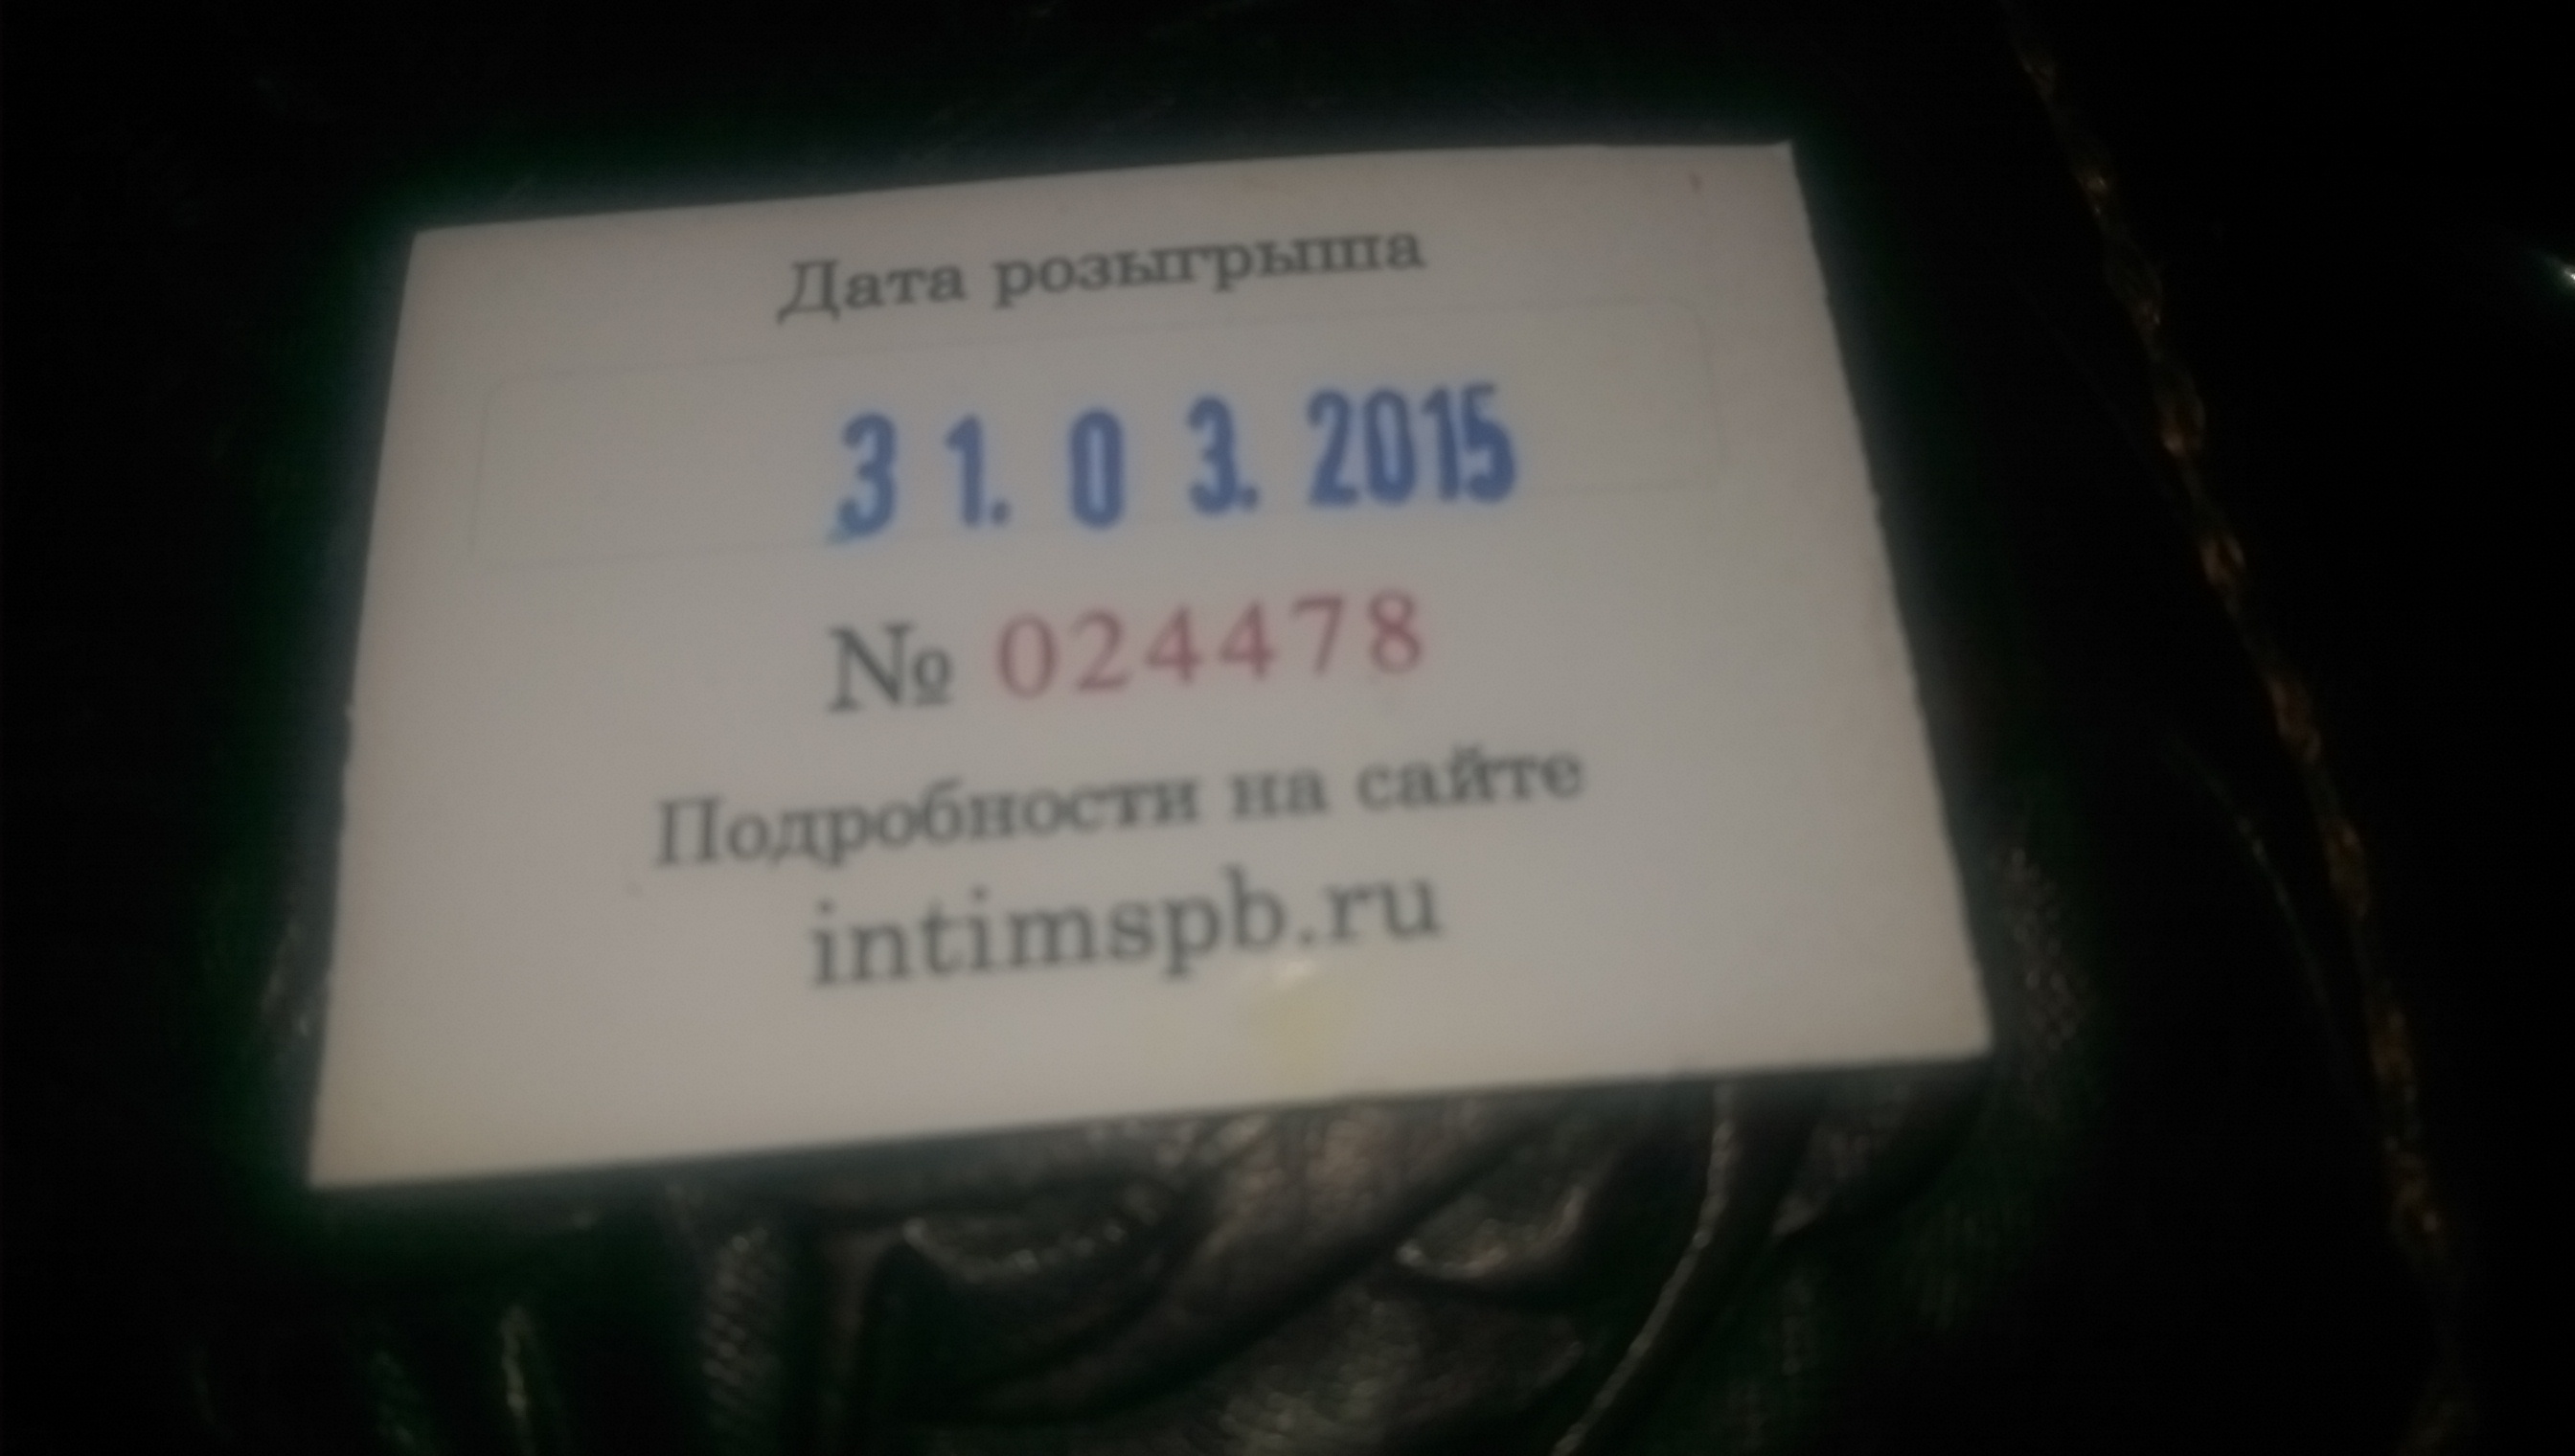 Дата розыгрыша
31.03.2015
№ 024478
Подробности на сайте
intimspb.ru